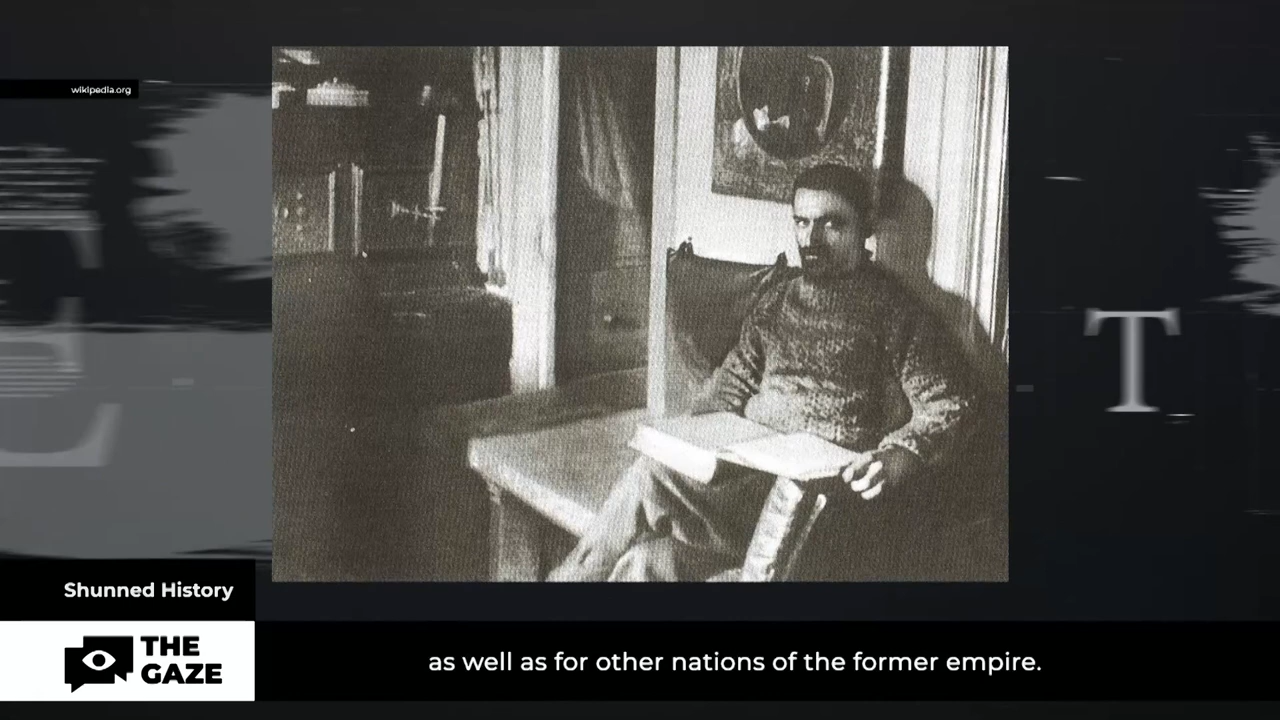 wikipedia.org
T
Shunned History
THE
GAZE
as well as for other nations of the former empire.